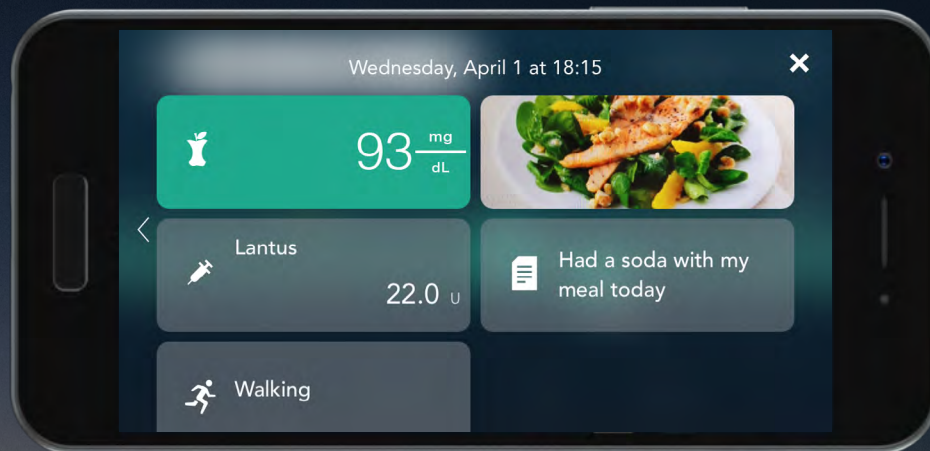 Wednesday, April 1 at 18:15
93 mg/dL
Lantus
22.0 U
Had a soda with my
meal today
Walking